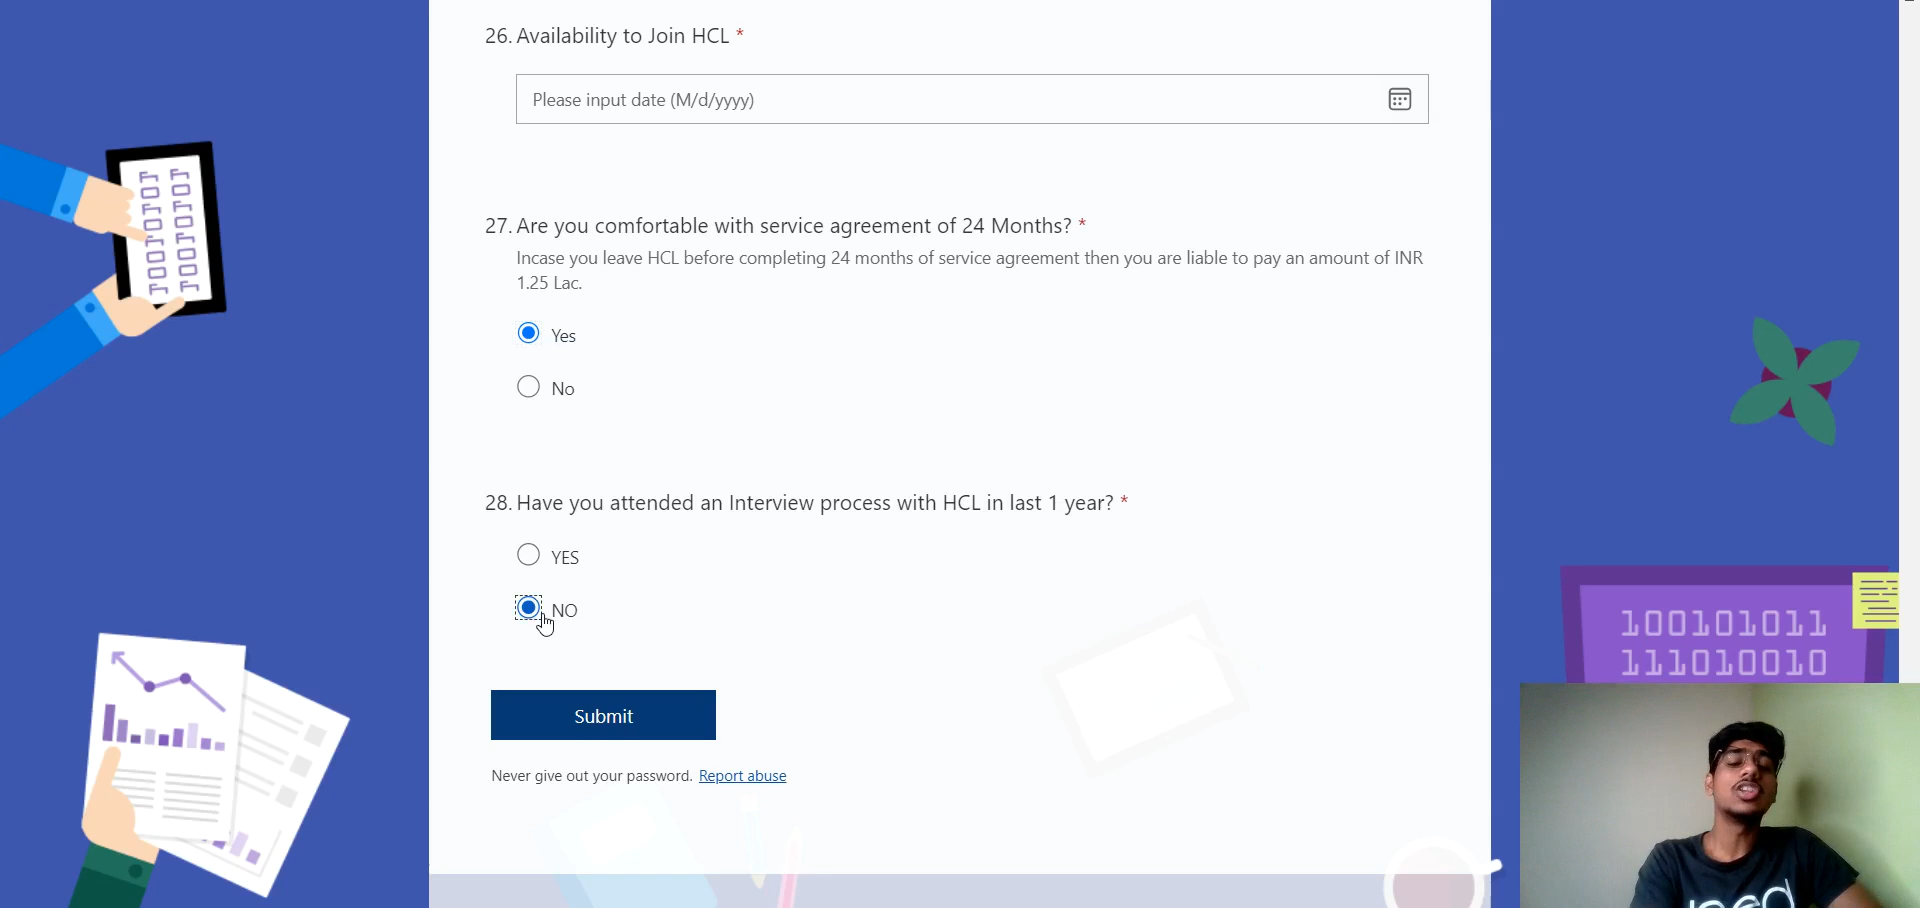 26. Availability to Join HCL *
Please input date (M/d/yyyy)
27. Are you comfortable with service agreement of 24 Months? *
Incase you leave HCL before completing 24 months of service agreement then you are liable to pay an amount of INR
1.25 Lac.
Yes
No
28. Have you attended an Interview process with HCL in last 1 year? *
YES
NO
Submit
Never give out your password. Report abuse
100101011
111010010